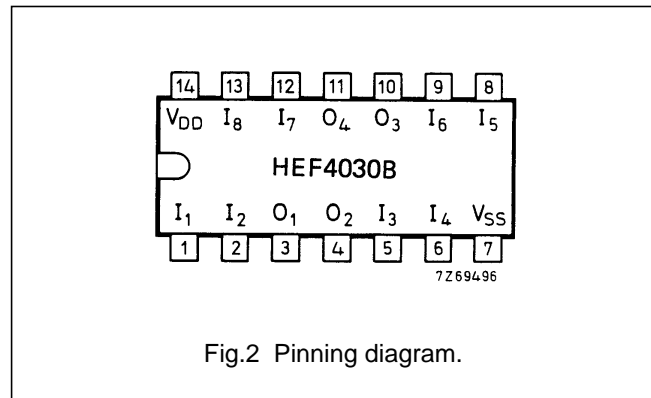 14 13 12 11 10 9 8
VDD I8 I7 O4 O3 I6 I5
HEF4030B
I1 I2 O1 O2 I3 I4 VSS
1 2 3 4 5 6 7
7Z69496
Fig.2 Pinning diagram.